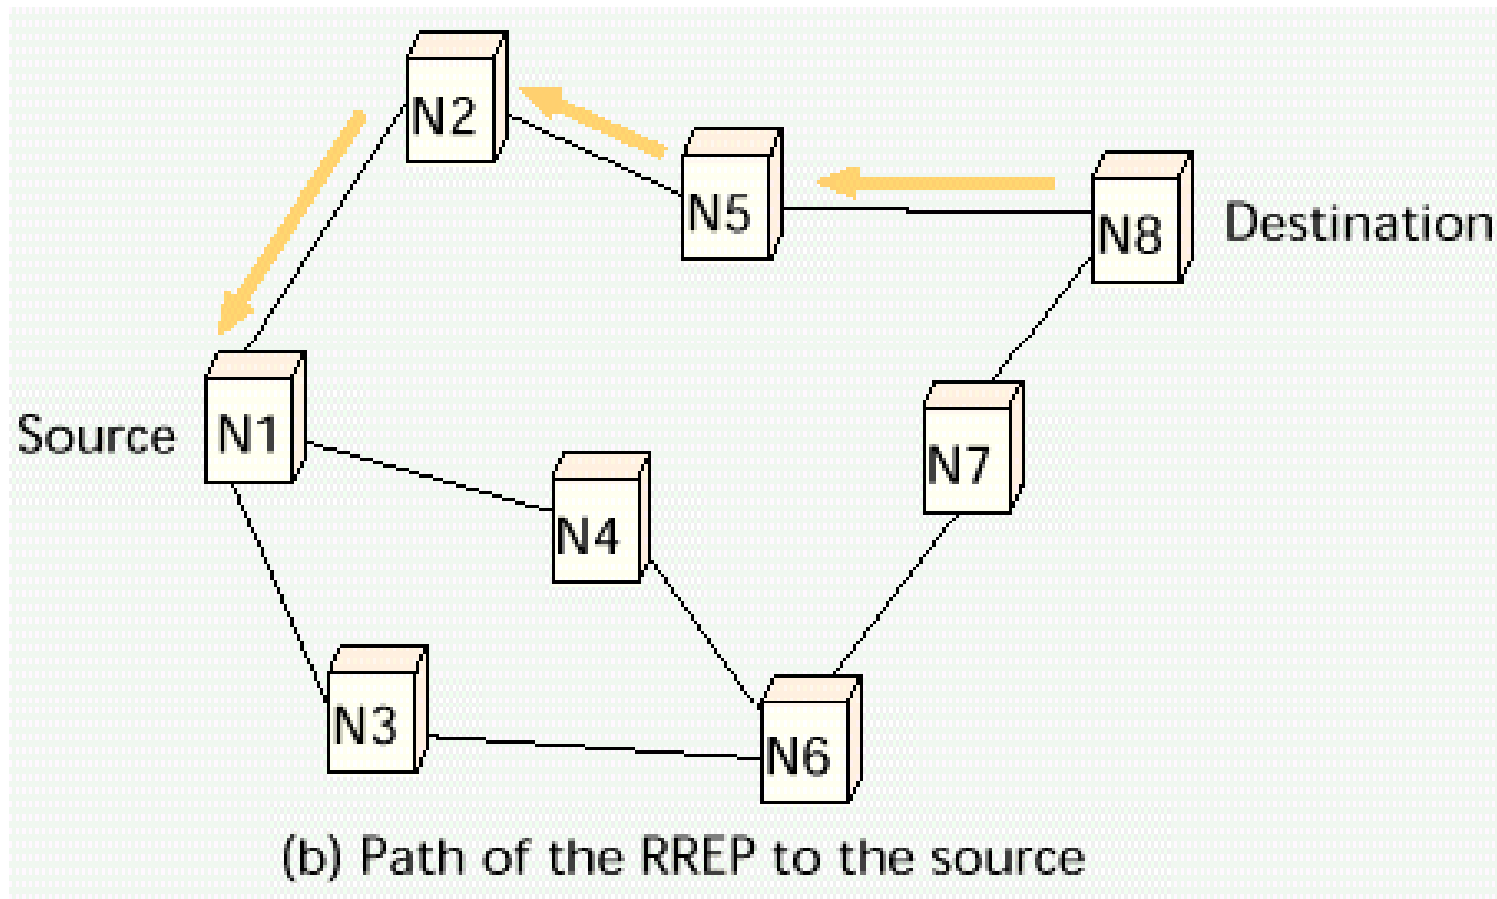 N2
N5
N8
Destination
Source
N1
N7
N4
N3
N6
(b) Path of the RREP to the source